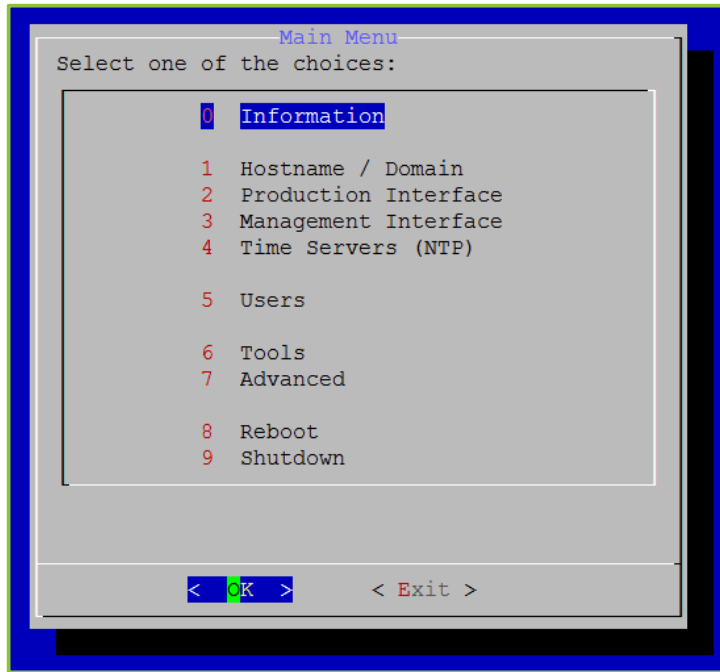 Main Menu
Select one of the choices:
0 Information
1 Hostname / Domain
2 Production Interface
3 Management Interface
4 Time Servers (NTP)
5 Users
6 Tools
7 Advanced
8 Reboot
9 Shutdown
< OK > < Exit >